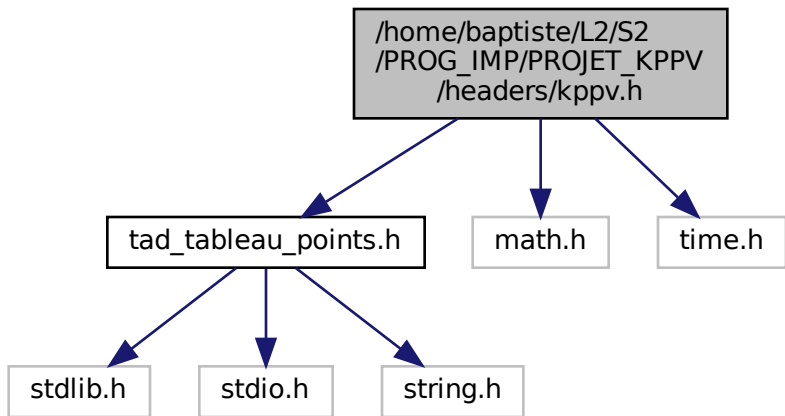 /home/baptiste/L2/S2
/PROG_IMP/PROJET_KPPV
/headers/kppv.h
tad_tableau_points.h
math.h
time.h
stdlib.h
stdio.h
string.h